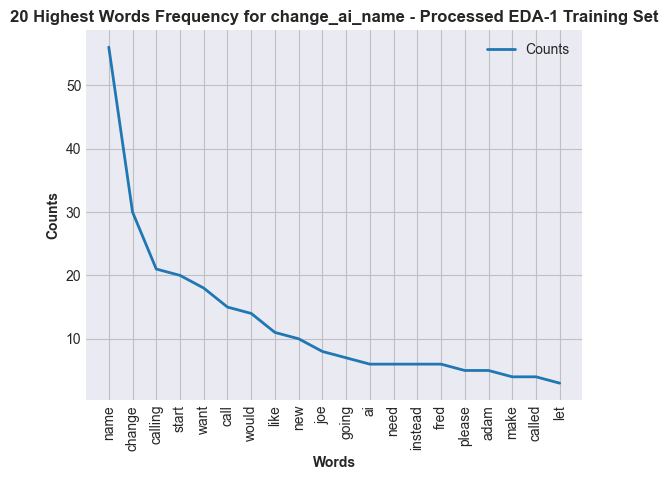 20 Highest Words Frequency for change_ai_name - Processed EDA-1 Training Set
Counts
50
40
30
20
10
Counts
name
change
calling
start
want
call
would
like
new
joe
going
ai
need
instead
fred
please
adam
make
called
let
Words